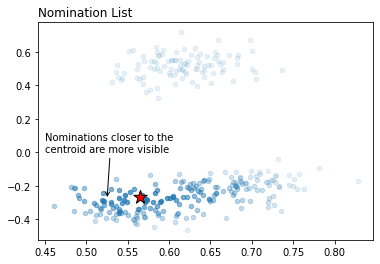 Nomination List
0.6
0.4
0.2
0.0
−0.2
−0.4
Nominations closer to the
centroid are more visible
0.45 0.50 0.55 0.60 0.65 0.70 0.75 0.80